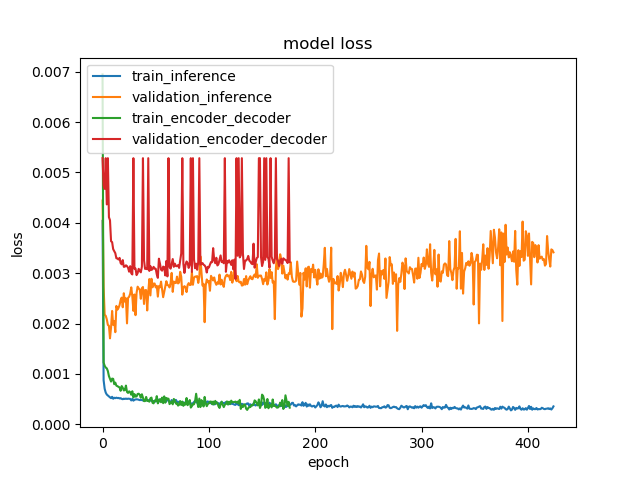 model loss
train_inference
validation_inference
train_encoder_decoder
validation_encoder_decoder
loss
0.007
0.006
0.005
0.004
0.003
0.002
0.001
0.000
0 100 200 300 400
epoch